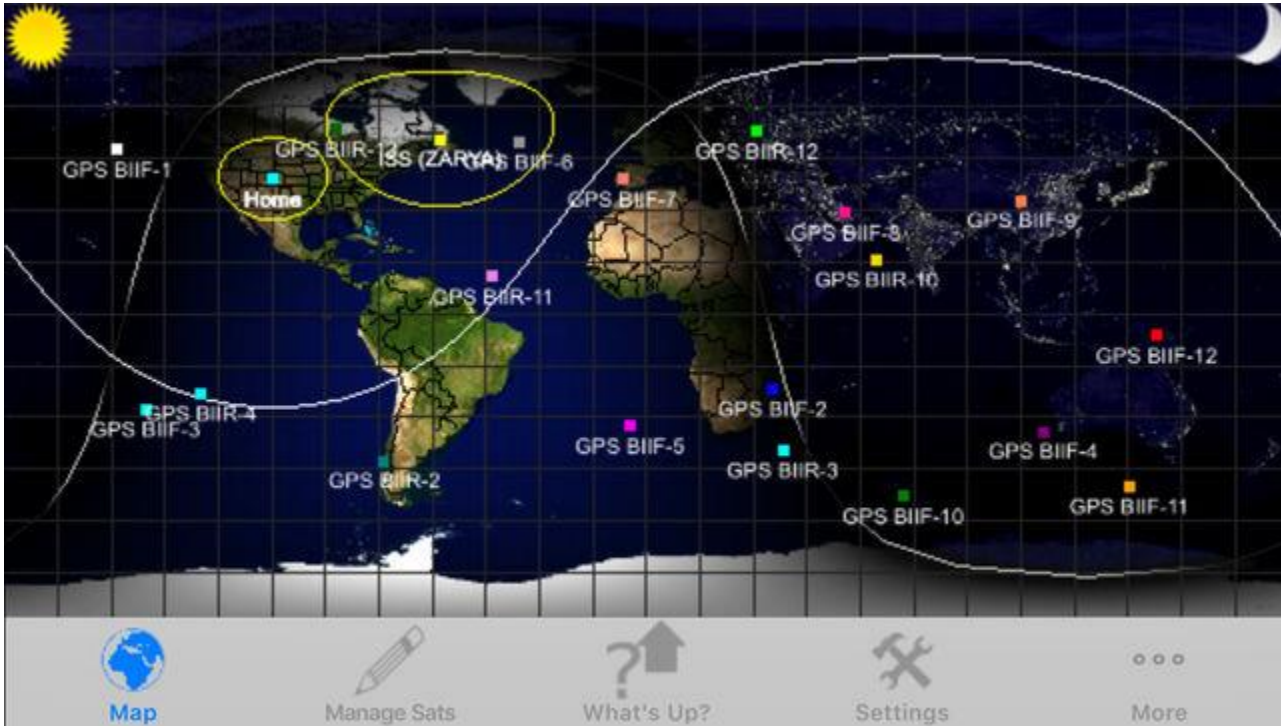 GPS BIIF-1
GPS BIIR-13
ISS (ZARYA)
GPS BIIF-6
GPS BIIR-12
Home
GPS BIIF-7
GPS BIIF-8
GPS BIIF-9
GPS BIIR-10
GPS BIIR-11
GPS BIIF-12
GPS BIIF-3
GPS BIIR-4
GPS BIIF-2
GPS BIIR-2
GPS BIIF-5
GPS BIIR-3
GPS BIIF-4
GPS BIIF-10
GPS BIIF-11
?
Map
Manage Sats
What's Up?
Settings
More